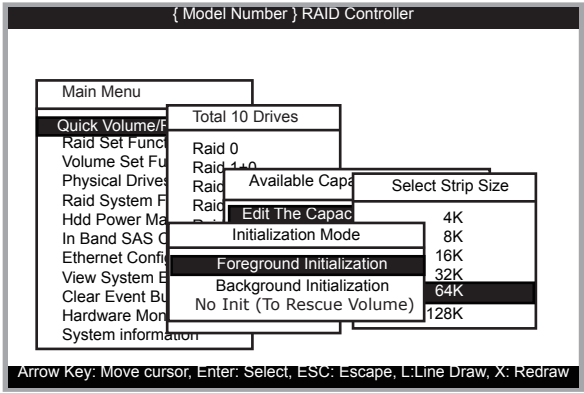 { Model Number } RAID Controller
Main Menu
Quick Volume/
Raid Set Funct
Volume Set Fu
Physical Drives
Raid System F
Hdd Power Ma
In Band SAS
Ethernet Confi
View System E
Clear Event Bu
Hardware Mon
System information
Total 10 Drives
Raid 0
Raid 1+0
Raid
Raid
Available Capa
Edit The Capac
Select Strip Size
4K
8K
16K
32K
64K
128K
Initialization Mode
Foreground Initialization
Background Initialization
No Init (To Rescue Volume)
Arrow Key: Move cursor, Enter: Select, ESC: Escape, L:Line Draw, X: Redraw